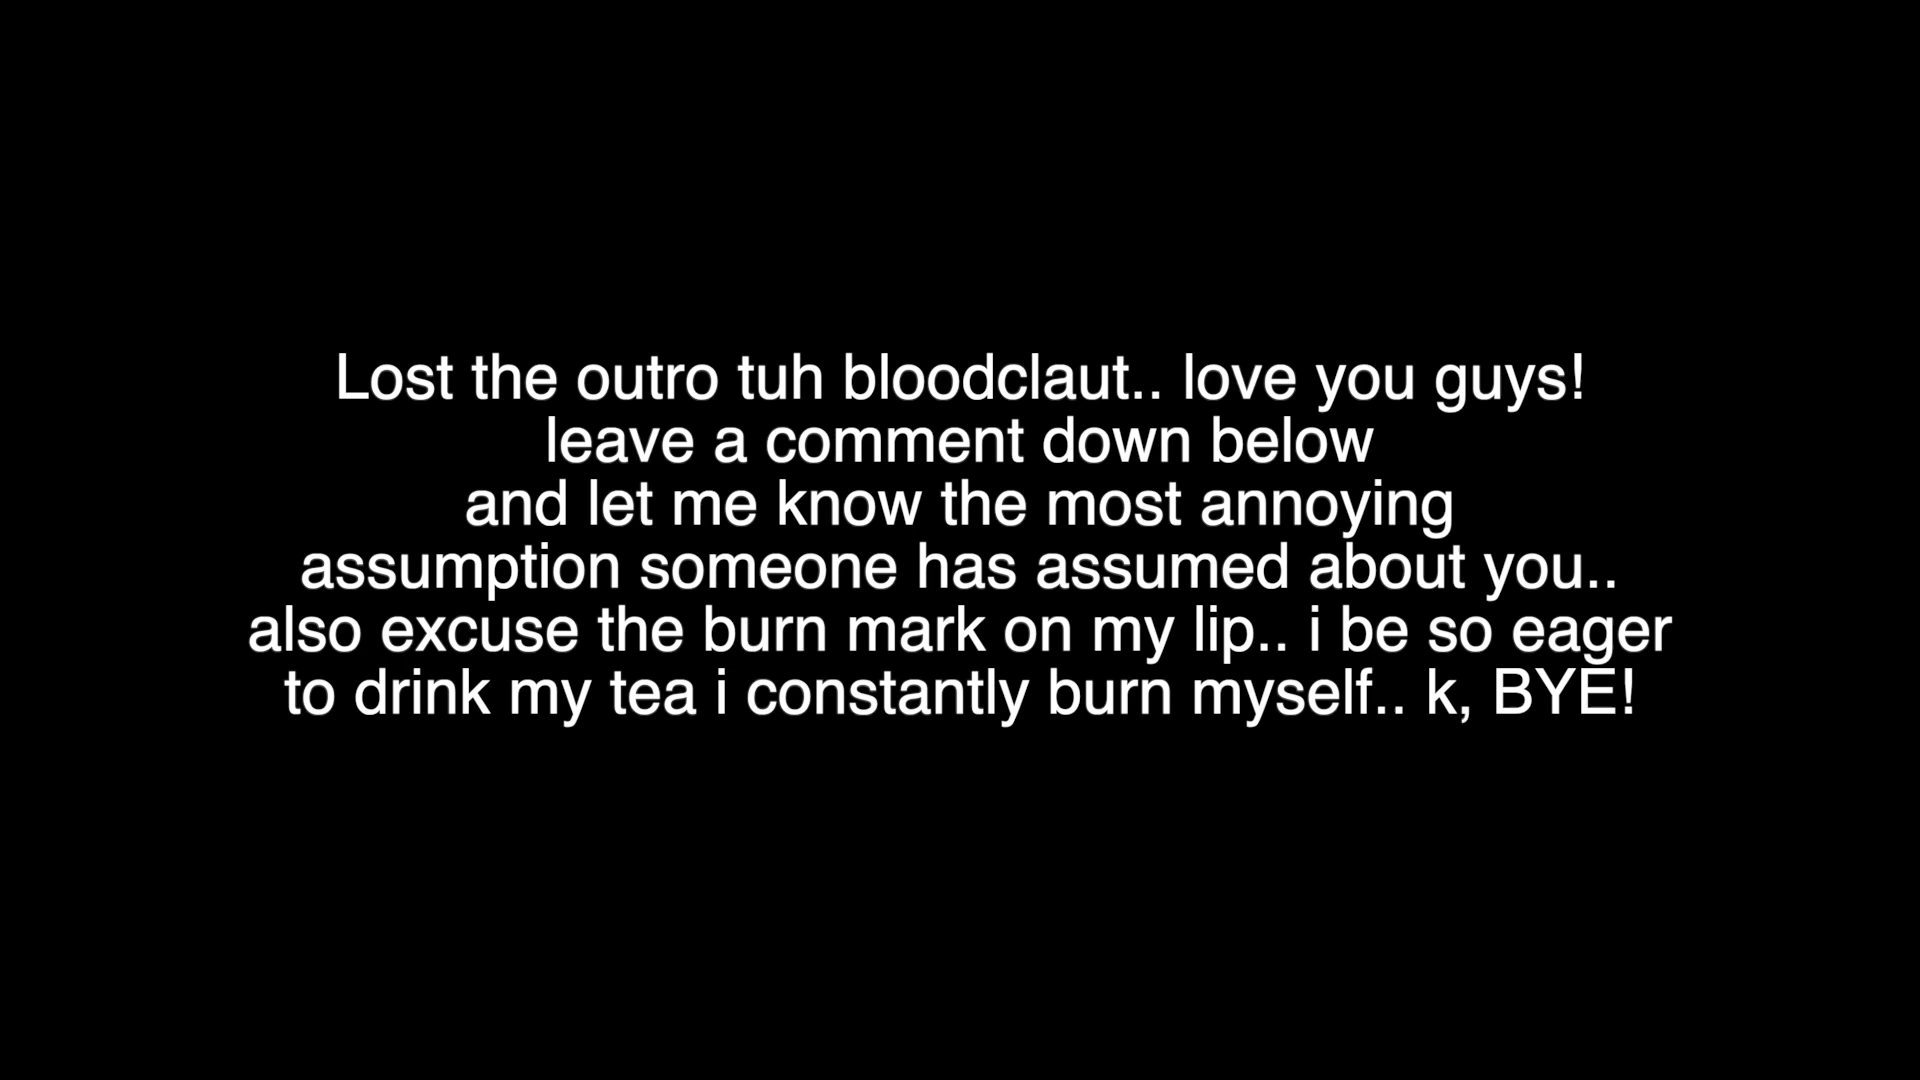 Lost the outro tuh bloodclaut.. love you guys!
leave a comment down below
and let me know the most annoying
assumption someone has assumed about you..
also excuse the burn mark on my lip.. i be so eager
to drink my tea i constantly burn myself.. k, BYE!